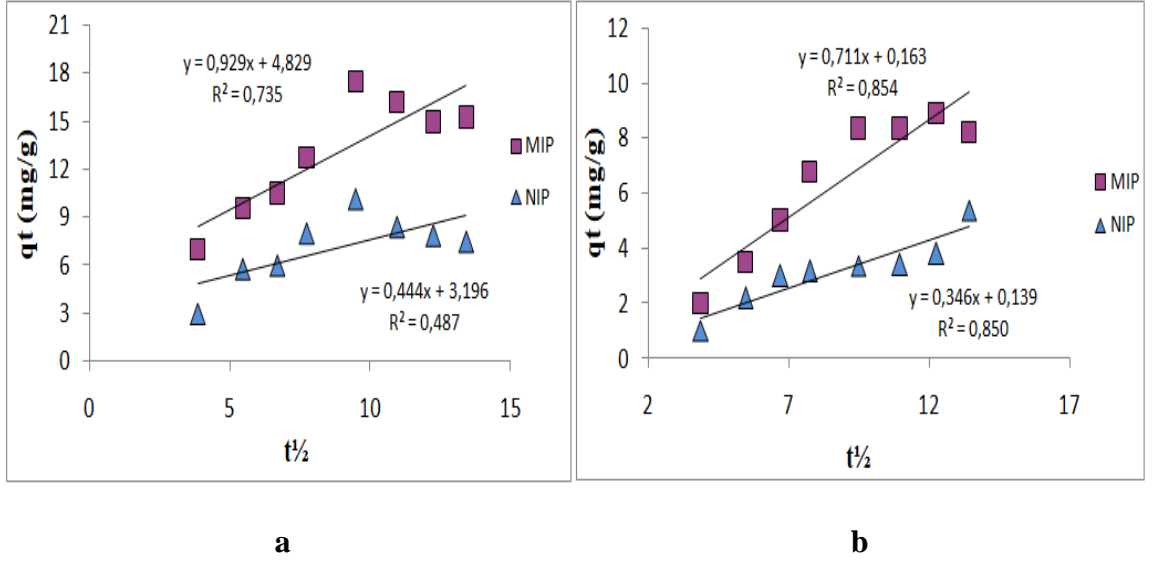 21
18
15
12
9
6
3
0
qt (mg/g)
y = 0,929x + 4,829
R² = 0,735
y = 0,444x + 3,196
R² = 0,487
MIP
NIP
0 5 10 15
t½
a
12
10
8
6
4
2
0
qt (mg/g)
y = 0,711x + 0,163
R² = 0,854
y = 0,346x + 0,139
R² = 0,850
MIP
NIP
2 7 12 17
t½
b